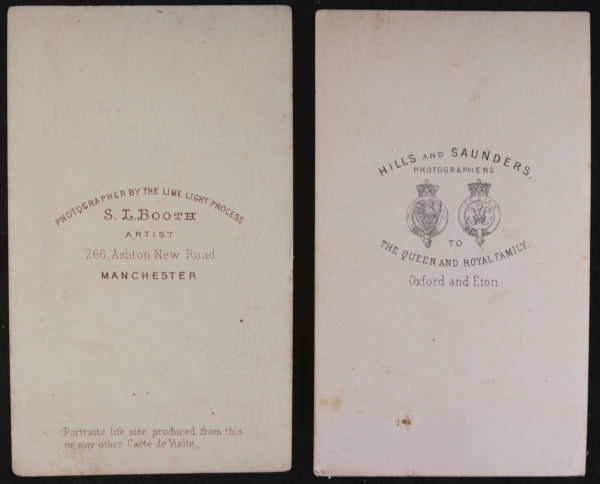 PHOTOGRAPHER BY THE LIME LIGHT PROCESS
S. L. BOOTH
ARTIST
266, Ashton New Road
MANCHESTER
Portraits life size produced from this
or any other Carte de Visite.
HILLS AND SAUNDERS,
PHOTOGRAPHERS
TO
THE QUEEN AND ROYAL FAMILY.
Oxford and Eton